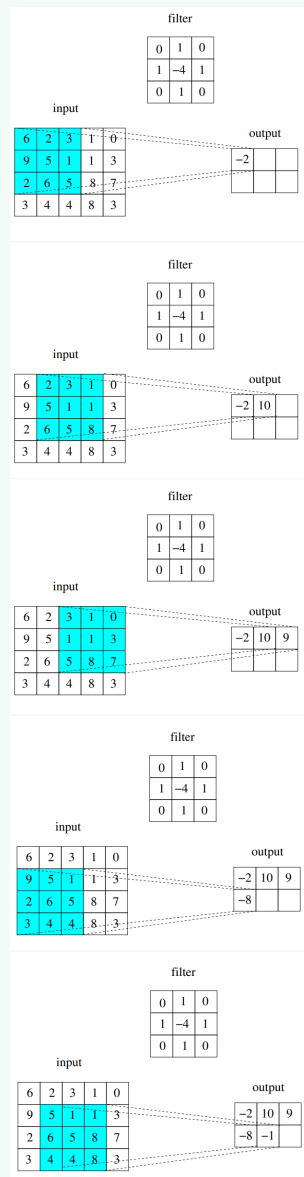 filter
0 1 0
1 −4 1
0 1 0
input
output
6 2 3 1 0
9 5 1 1 3
2 6 5 8 7
3 4 4 8 3
−2
filter
0 1 0
1 −4 1
0 1 0
input
output
6 2 3 1 0
9 5 1 1 3
2 6 5 8 7
3 4 4 8 3
−2 10
filter
0 1 0
1 −4 1
0 1 0
input
output
6 2 3 1 0
9 5 1 1 3
2 6 5 8 7
3 4 4 8 3
−2 10 9
filter
0 1 0
1 −4 1
0 1 0
input
output
6 2 3 1 0
9 5 1 1 3
2 6 5 8 7
3 4 4 8 3
−2 10 9
−8
filter
0 1 0
1 −4 1
0 1 0
input
output
6 2 3 1 0
9 5 1 1 3
2 6 5 8 7
3 4 4 8 3
−2 10 9
−8 −1